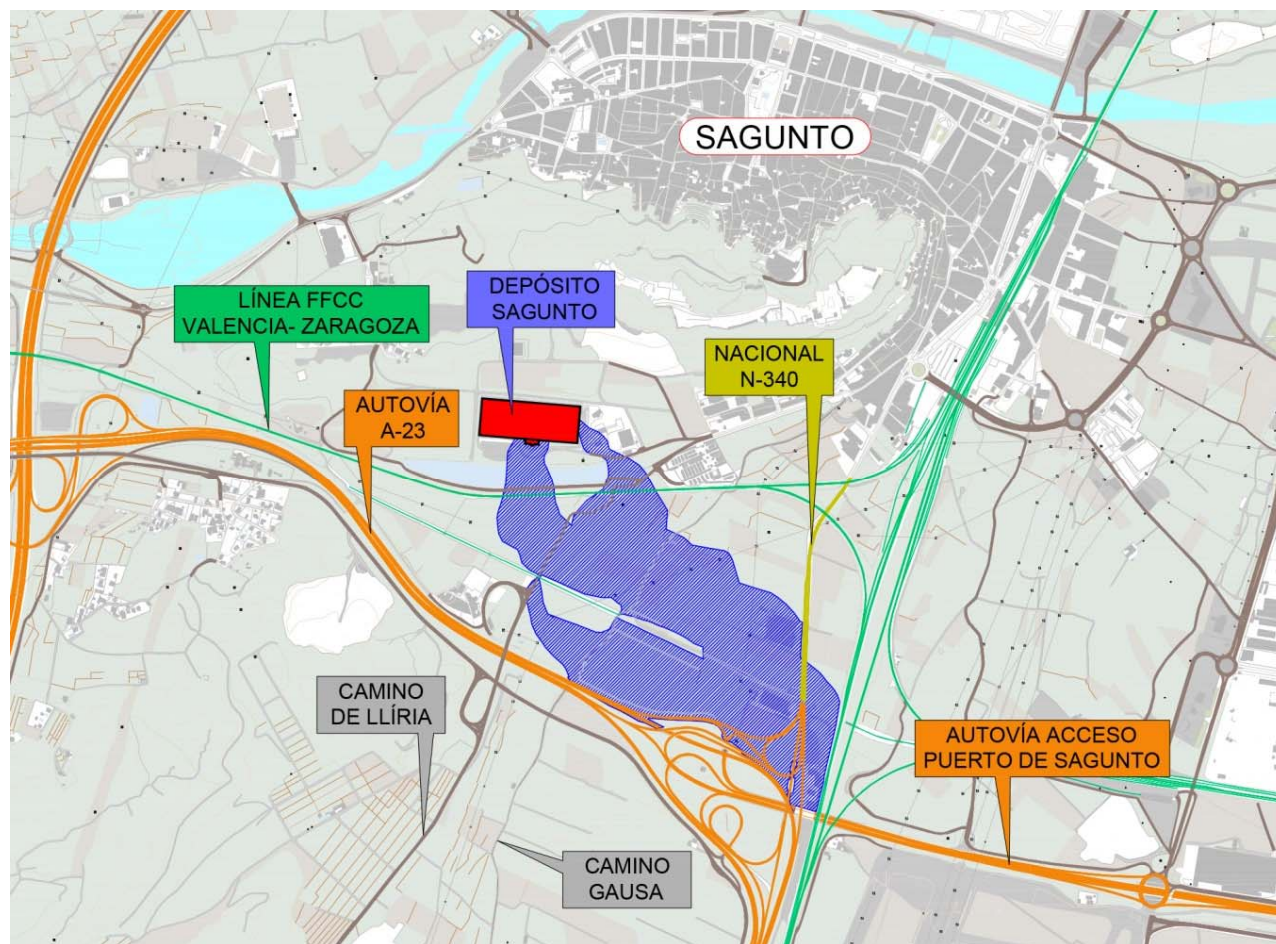 SAGUNTO
DEPÓSITO
SAGUNTO
LÍNEA FFCC
VALENCIA- ZARAGOZA
NACIONAL
N-340
AUTOVÍA
A-23
CAMINO
DE LLÍRIA
AUTOVÍA ACCESO
PUERTO DE SAGUNTO
CAMINO
GAUSA